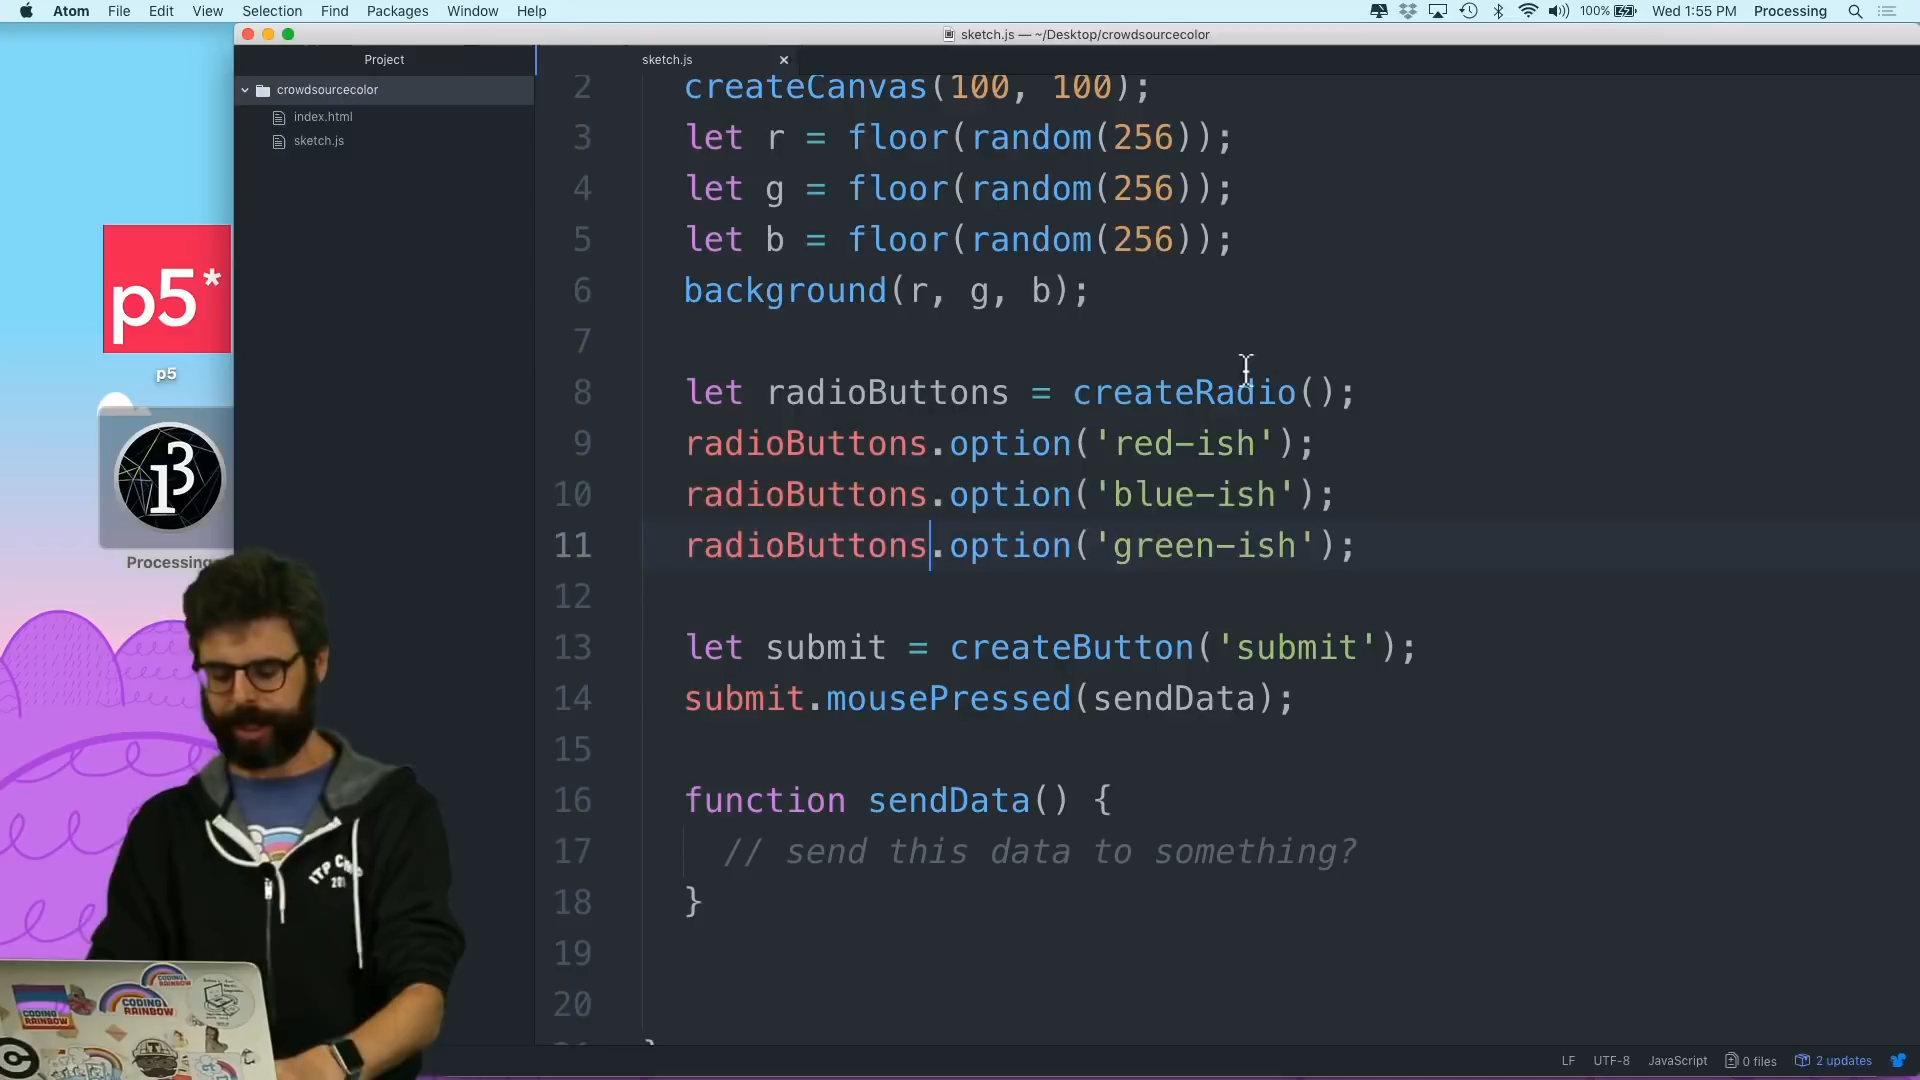 Atom File Edit View Selection Find Packages Window Help
100% Wed 1:55 PM Processing
sketch.js — ~/Desktop/crowdsourcecolor
Project
sketch.js
crowdsourcecolor
index.html
sketch.js
2 createCanvas(100, 100);
3 let r = floor(random(256));
4 let g = floor(random(256));
5 let b = floor(random(256));
6 background(r, g, b);
7
8 let radioButtons = createRadio();
9 radioButtons.option('red-ish');
10 radioButtons.option('blue-ish');
11 radioButtons.option('green-ish');
12
13 let submit = createButton('submit');
14 submit.mousePressed(sendData);
15
16 function sendData() {
17 // send this data to something?
18 }
19
20
p5*
p5
Processing
ITP
CODING
RAINBOW
CODING
RAINBOW
CODING
RAINBOW
LF UTF-8 JavaScript 0 files 2 updates